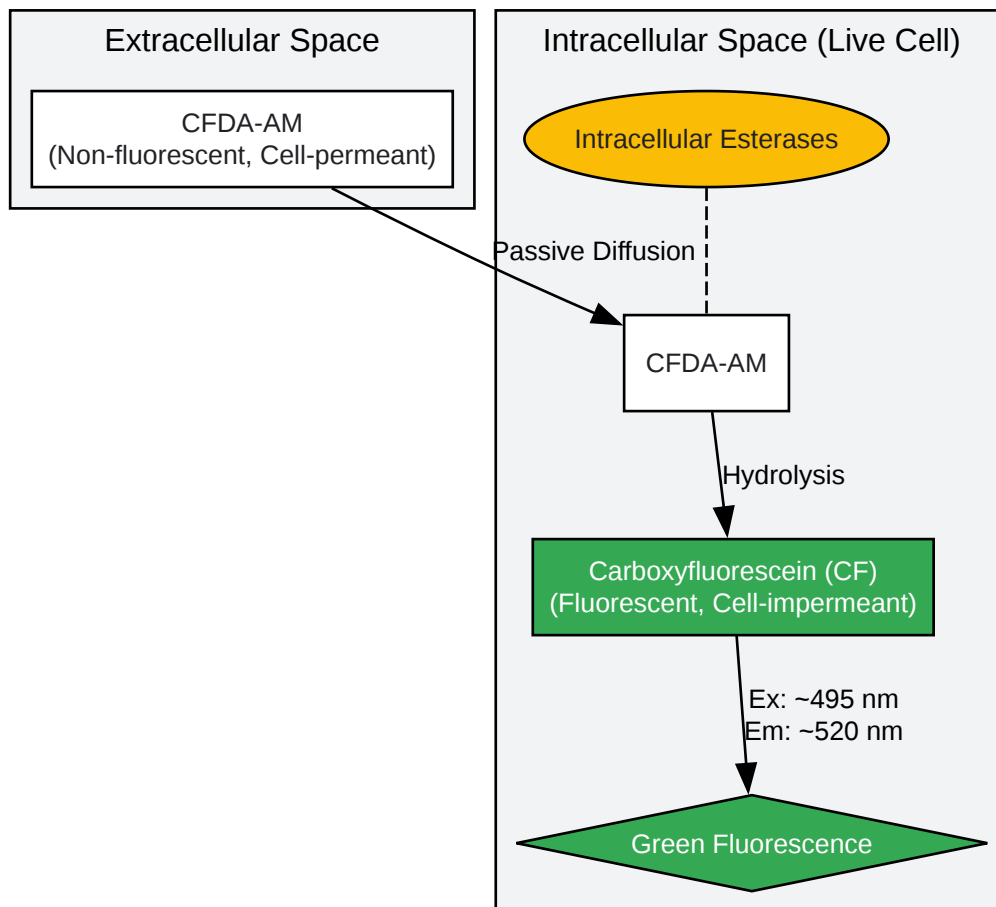 Extracellular Space
CFDA-AM
(Non-fluorescent, Cell-permeant)
Intracellular Space (Live Cell)
Intracellular Esterases
Passive Diffusion
CFDA-AM
Hydrolysis
Carboxyfluorescein (CF)
(Fluorescent, Cell-impermeant)
Ex: ~495 nm
Em: ~520 nm
Green Fluorescence